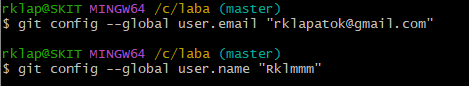 rklap@SKIT MINGW64 /c/laba (master)
$ git config --global user.email "rklapatok@gmail.com"
rklap@SKIT MINGW64 /c/laba (master)
$ git config --global user.name "Rklmmm"